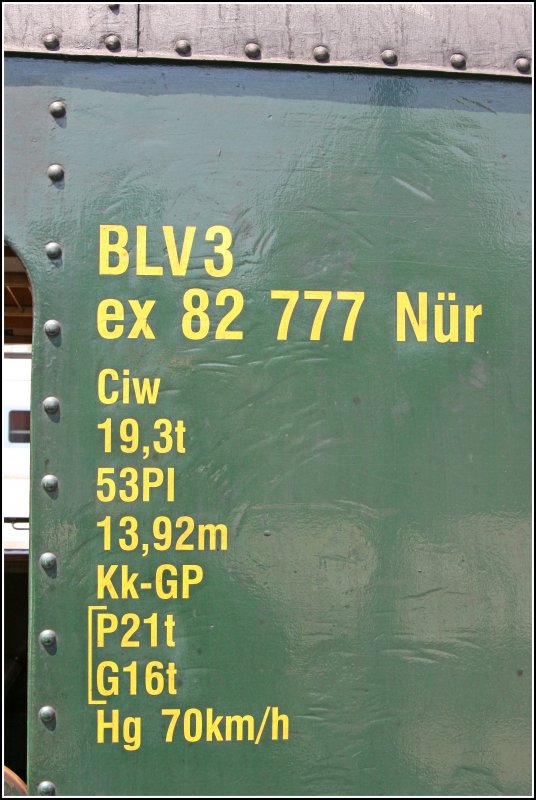 BLV3
ex 82 777 Nür
Ciw
19,3t
53Pl
13,92m
Kk-GP
P21t
G16t
Hg 70km/h